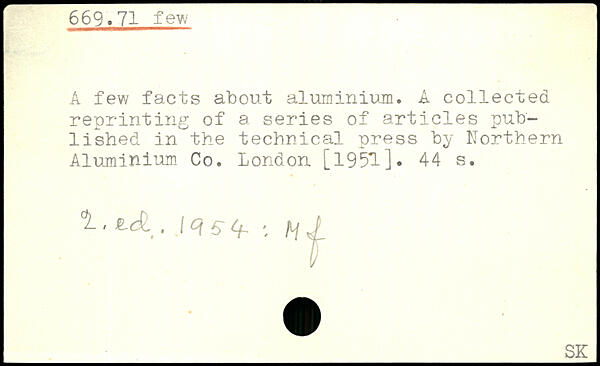 669.71 few
A few facts about aluminium. A collected
reprinting of a series of articles pub-
lished in the technical press by Northern
Aluminium Co. London [1951]. 44 s.
2. ed. 1954 : Mf
SK